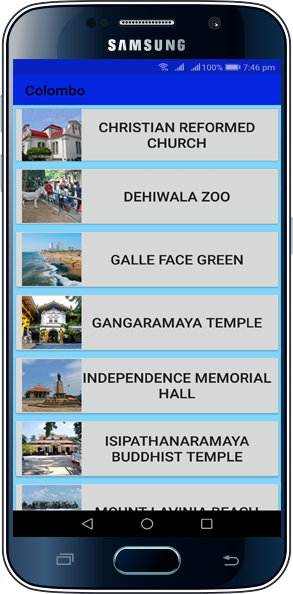 SAMSUNG
100% 7:46 pm
Colombo
CHRISTIAN REFORMED
CHURCH
DEHIWALA ZOO
GALLE FACE GREEN
GANGARAMAYA TEMPLE
INDEPENDENCE MEMORIAL
HALL
ISIPATHANARAMAYA
BUDDHIST TEMPLE
MOUNT LAVINIA BEACH